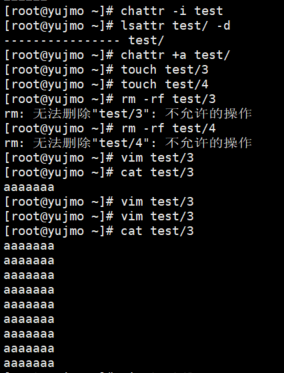 [root@yujmo ~]# chattr -i test
[root@yujmo ~]# lsattr test/ -d
---------------- test/
[root@yujmo ~]# chattr +a test/
[root@yujmo ~]# touch test/3
[root@yujmo ~]# touch test/4
[root@yujmo ~]# rm -rf test/3
rm: 无法删除"test/3": 不允许的操作
[root@yujmo ~]# rm -rf test/4
rm: 无法删除"test/4": 不允许的操作
[root@yujmo ~]# vim test/3
[root@yujmo ~]# cat test/3
aaaaaaa
[root@yujmo ~]# vim test/3
[root@yujmo ~]# vim test/3
[root@yujmo ~]# cat test/3
aaaaaaa
aaaaaaa
aaaaaaa
aaaaaaa
aaaaaaa
aaaaaaa
aaaaaaa
aaaaaaa
aaaaaaa